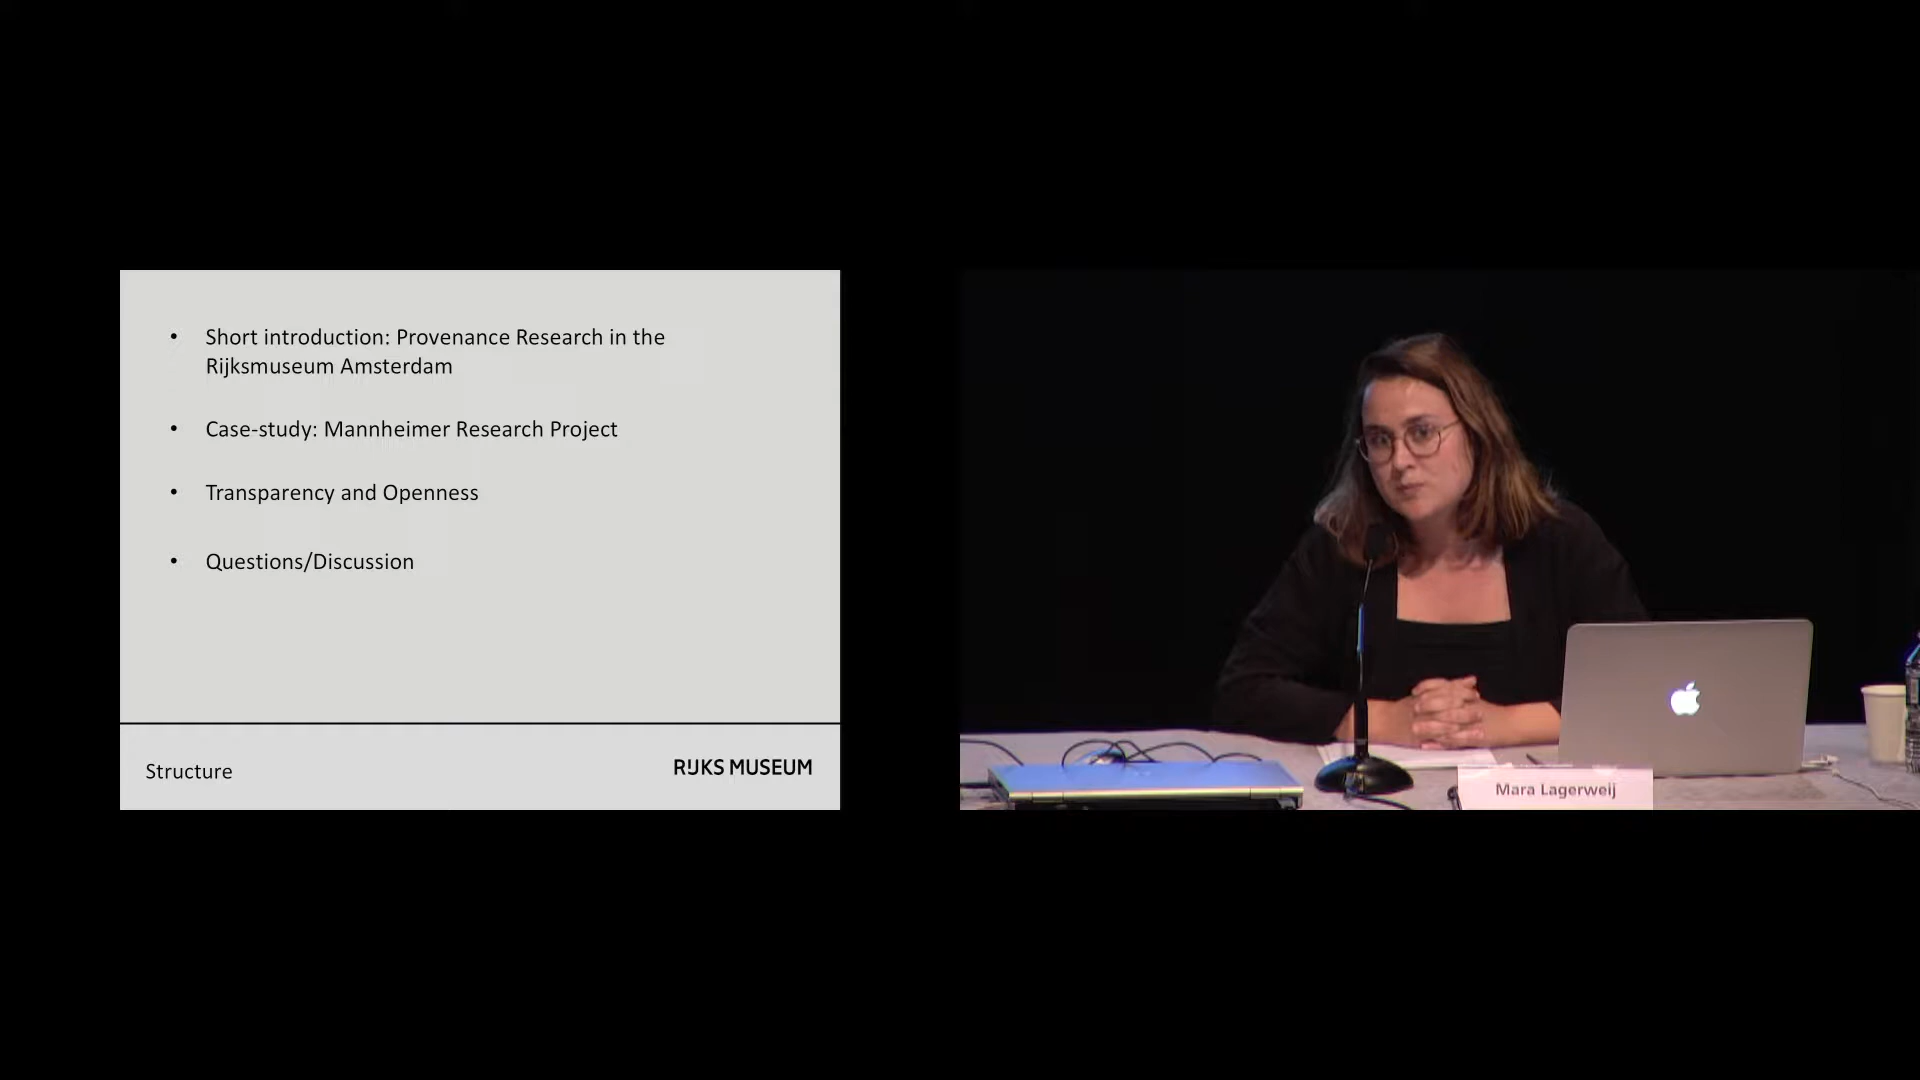 • Short introduction: Provenance Research in the
Rijksmuseum Amsterdam
• Case-study: Mannheimer Research Project
• Transparency and Openness
• Questions/Discussion
Structure
RIJKS MUSEUM
Mara Lagerweij